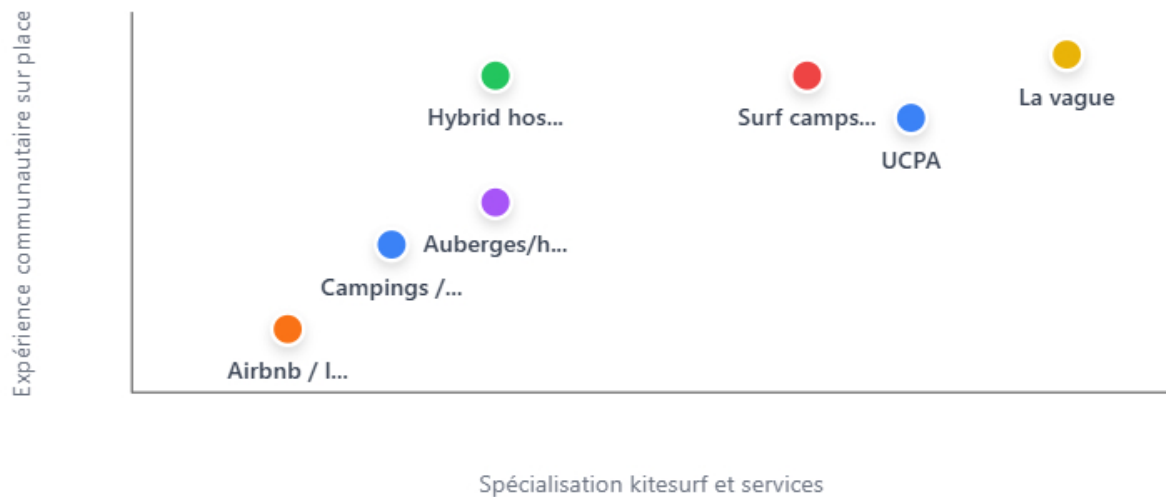 Expérience communautaire sur place
La vague
Hybrid hos...
Surf camps...
UCPA
Auberges/h...
Campings /...
Airbnb / l...
Spécialisation kitesurf et services